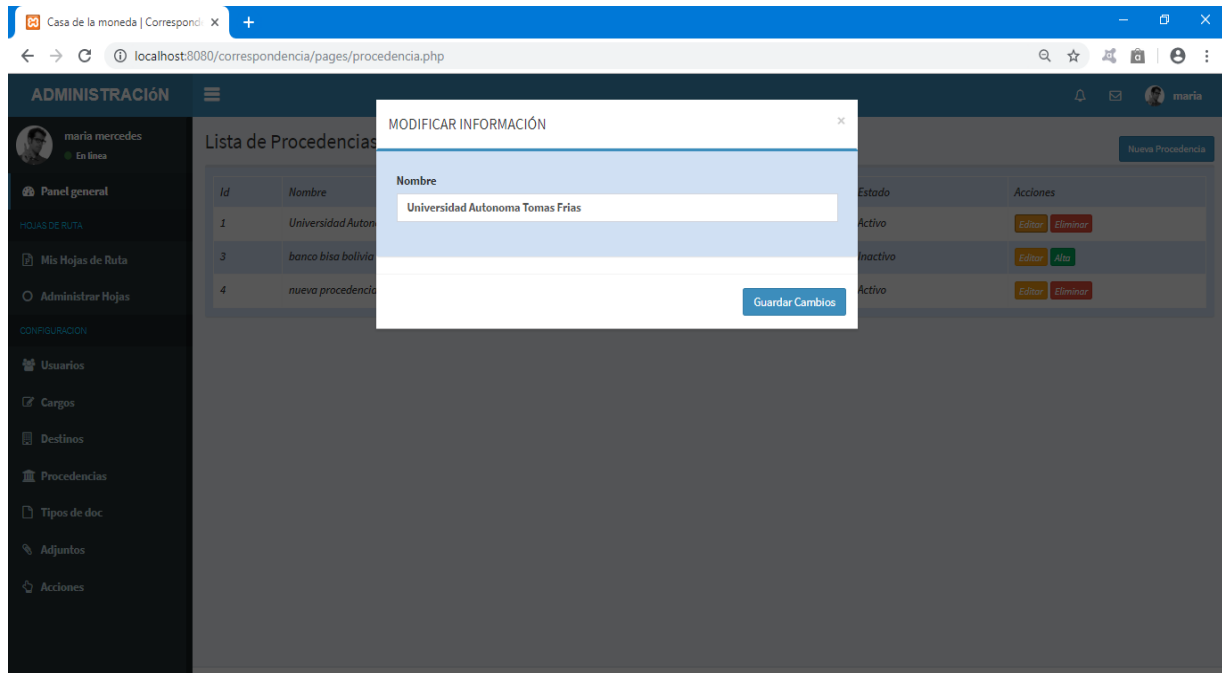 Casa de la moneda | Correspond
localhost:8080/correspondencia/pages/procedencia.php
ADMINISTRACIóN
maria
maria mercedes
En linea
Panel general
HOJAS DE RUTA
Mis Hojas de Ruta
Administrar Hojas
CONFIGURACION
Usuarios
Cargos
Destinos
Procedencias
Tipos de doc
Adjuntos
Acciones
Lista de Procedencias
Nueva Procedencia
Id Nombre Estado Acciones
1 Universidad Auton Activo Editar Eliminar
3 banco bisa bolivia Inactivo Editar Alta
4 nueva procedencia Activo Editar Eliminar
MODIFICAR INFORMACIÓN
×
Nombre
Universidad Autonoma Tomas Frias
Guardar Cambios